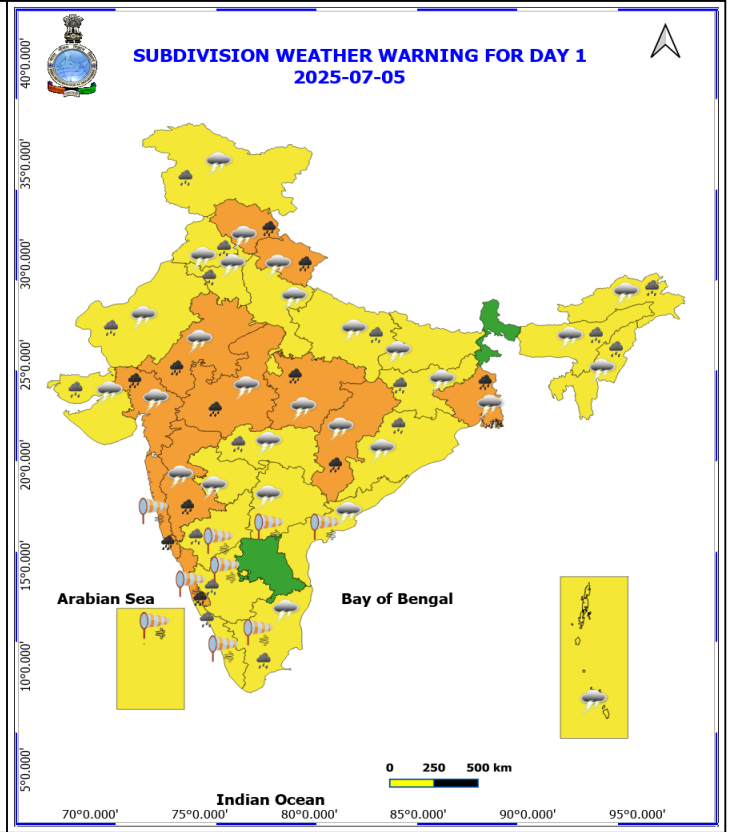 SUBDIVISION WEATHER WARNING FOR DAY 1
2025-07-05
40°0.000'
35°0.000'
30°0.000'
25°0.000'
20°0.000'
15°0.000'
10°0.000'
5°0.000'
Arabian Sea
Bay of Bengal
0 250 500 km
Indian Ocean
70°0.000' 75°0.000' 80°0.000' 85°0.000' 90°0.000' 95°0.000'